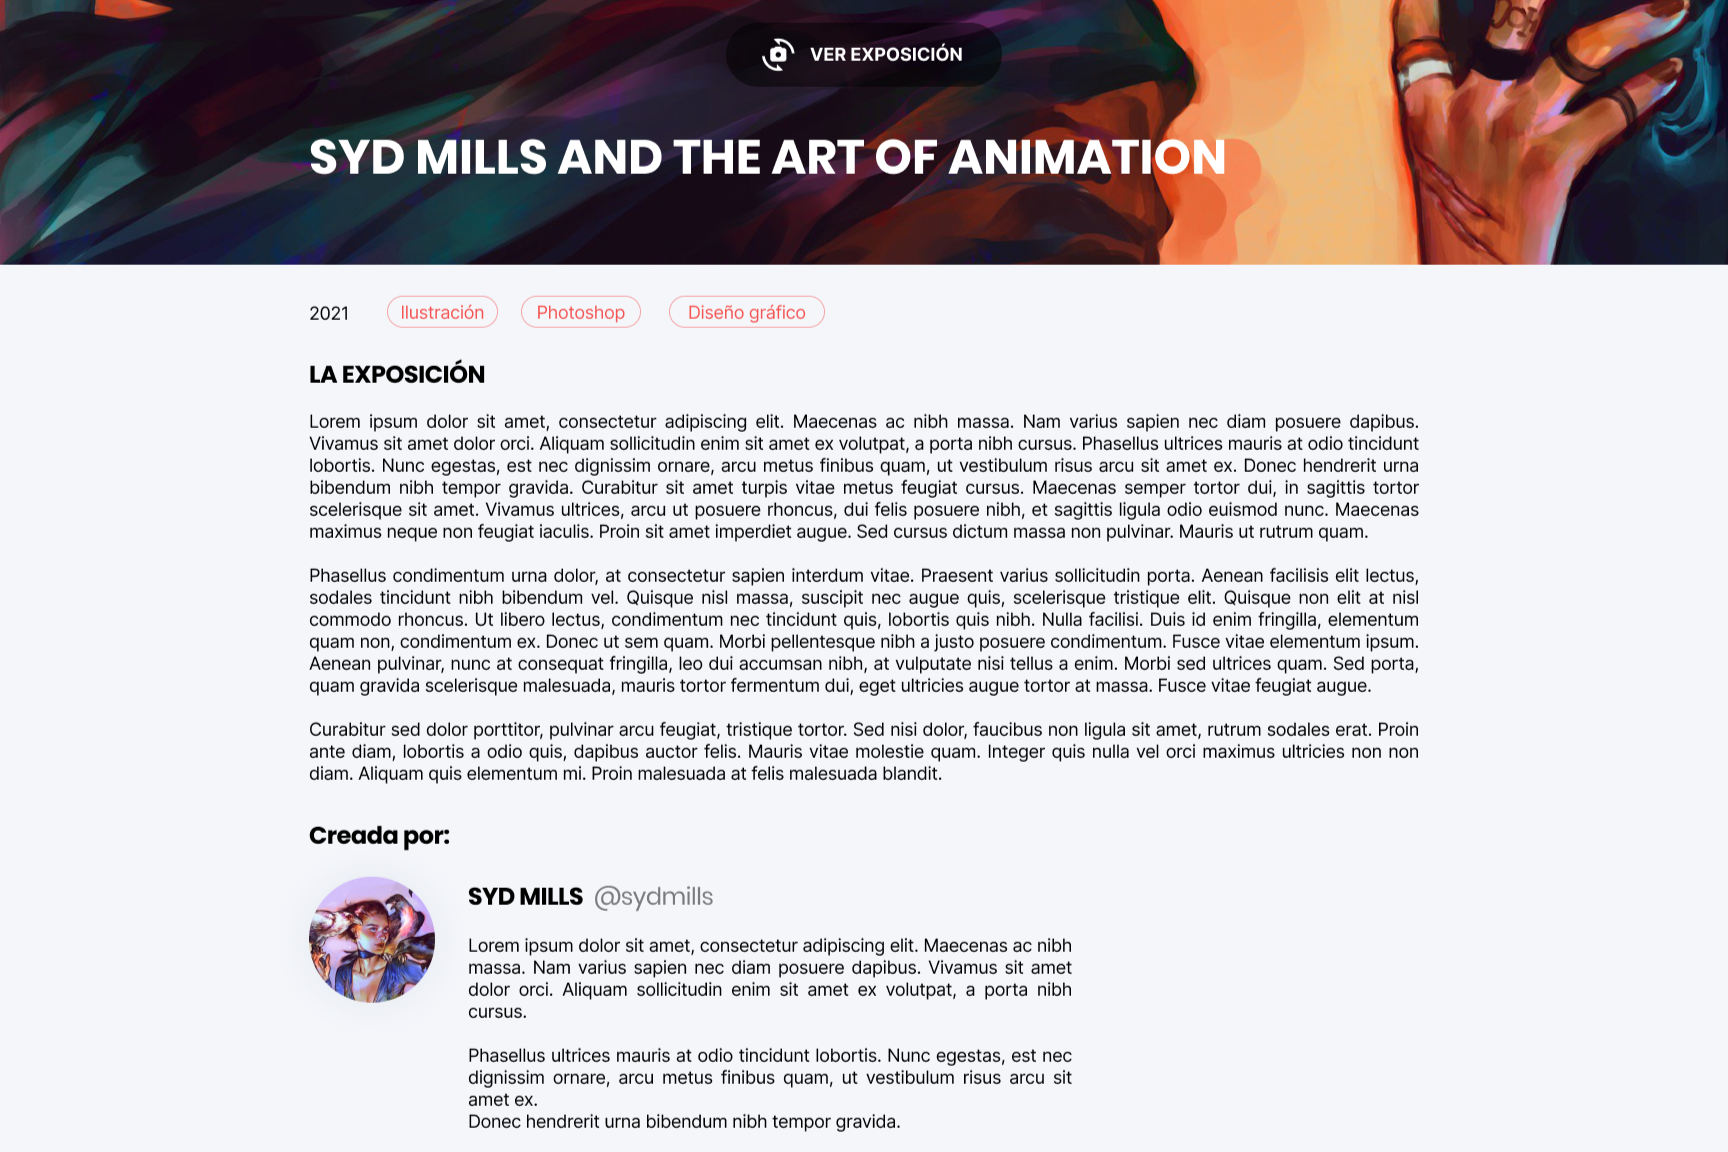 VER EXPOSICIÓN
SYD MILLS AND THE ART OF ANIMATION
2021 Ilustración Photoshop Diseño gráfico
LA EXPOSICIÓN
Lorem ipsum dolor sit amet, consectetur adipiscing elit. Maecenas ac nibh massa. Nam varius sapien nec diam posuere dapibus.
Vivamus sit amet dolor orci. Aliquam sollicitudin enim sit amet ex volutpat, a porta nibh cursus. Phasellus ultrices mauris at odio tincidunt
lobortis. Nunc egestas, est nec dignissim ornare, arcu metus finibus quam, ut vestibulum risus arcu sit amet ex. Donec hendrerit urna
bibendum nibh tempor gravida. Curabitur sit amet turpis vitae metus feugiat cursus. Maecenas semper tortor dui, in sagittis tortor
scelerisque sit amet. Vivamus ultrices, arcu ut posuere rhoncus, dui felis posuere nibh, et sagittis ligula odio euismod nunc. Maecenas
maximus neque non feugiat iaculis. Proin sit amet imperdiet augue. Sed cursus dictum massa non pulvinar. Mauris ut rutrum quam.
Phasellus condimentum urna dolor, at consectetur sapien interdum vitae. Praesent varius sollicitudin porta. Aenean facilisis elit lectus,
sodales tincidunt nibh bibendum vel. Quisque nisl massa, suscipit nec augue quis, scelerisque tristique elit. Quisque non elit at nisl
commodo rhoncus. Ut libero lectus, condimentum nec tincidunt quis, lobortis quis nibh. Nulla facilisi. Duis id enim fringilla, elementum
quam non, condimentum ex. Donec ut sem quam. Morbi pellentesque nibh a justo posuere condimentum. Fusce vitae elementum ipsum.
Aenean pulvinar, nunc at consequat fringilla, leo dui accumsan nibh, at vulputate nisi tellus a enim. Morbi sed ultrices quam. Sed porta,
quam gravida scelerisque malesuada, mauris tortor fermentum dui, eget ultricies augue tortor at massa. Fusce vitae feugiat augue.
Curabitur sed dolor porttitor, pulvinar arcu feugiat, tristique tortor. Sed nisi dolor, faucibus non ligula sit amet, rutrum sodales erat. Proin
ante diam, lobortis a odio quis, dapibus auctor felis. Mauris vitae molestie quam. Integer quis nulla vel orci maximus ultricies non non
diam. Aliquam quis elementum mi. Proin malesuada at felis malesuada blandit.
Creada por:
SYD MILLS @sydmills
Lorem ipsum dolor sit amet, consectetur adipiscing elit. Maecenas ac nibh
massa. Nam varius sapien nec diam posuere dapibus. Vivamus sit amet
dolor orci. Aliquam sollicitudin enim sit amet ex volutpat, a porta nibh
cursus.
Phasellus ultrices mauris at odio tincidunt lobortis. Nunc egestas, est nec
dignissim ornare, arcu metus finibus quam, ut vestibulum risus arcu sit
amet ex.
Donec hendrerit urna bibendum nibh tempor gravida.